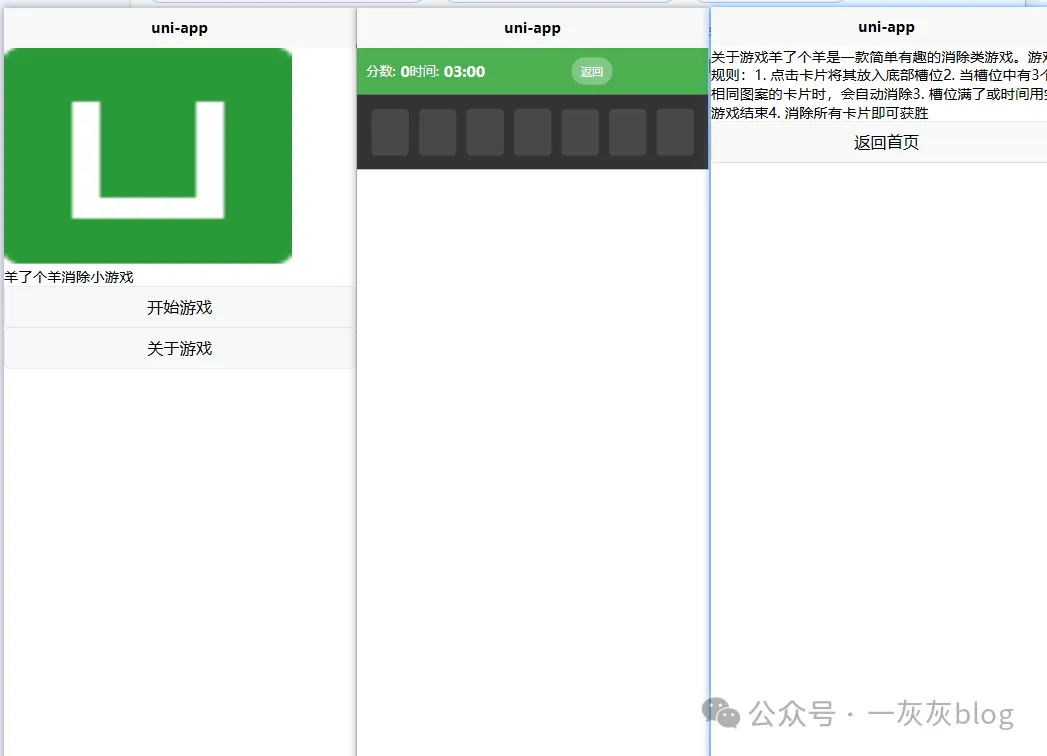 uni-app
羊了个羊消除小游戏
开始游戏
关于游戏
uni-app
分数: 0时间: 03:00
返回
uni-app
关于游戏羊了个羊是一款简单有趣的消除类游戏。游戏
规则：1. 点击卡片将其放入底部槽位2. 当槽位中有3个
相同图案的卡片时，会自动消除3. 槽位满了或时间用完
游戏结束4. 消除所有卡片即可获胜
返回首页
公众号 · 一灰灰blog